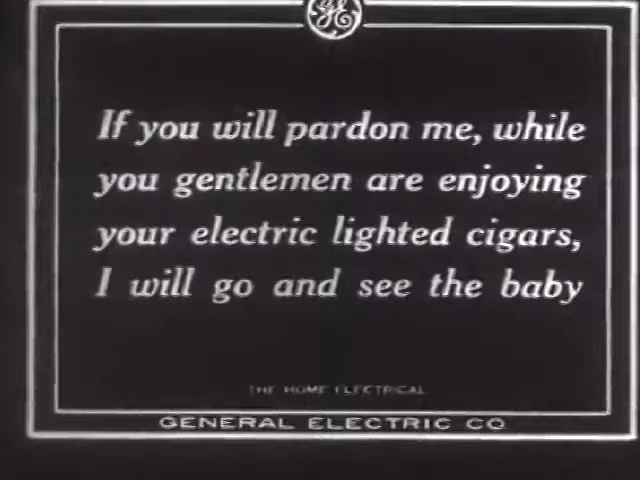 GE
If you will pardon me, while
you gentlemen are enjoying
your electric lighted cigars,
I will go and see the baby
THE HOME ELECTRICAL
GENERAL ELECTRIC CO